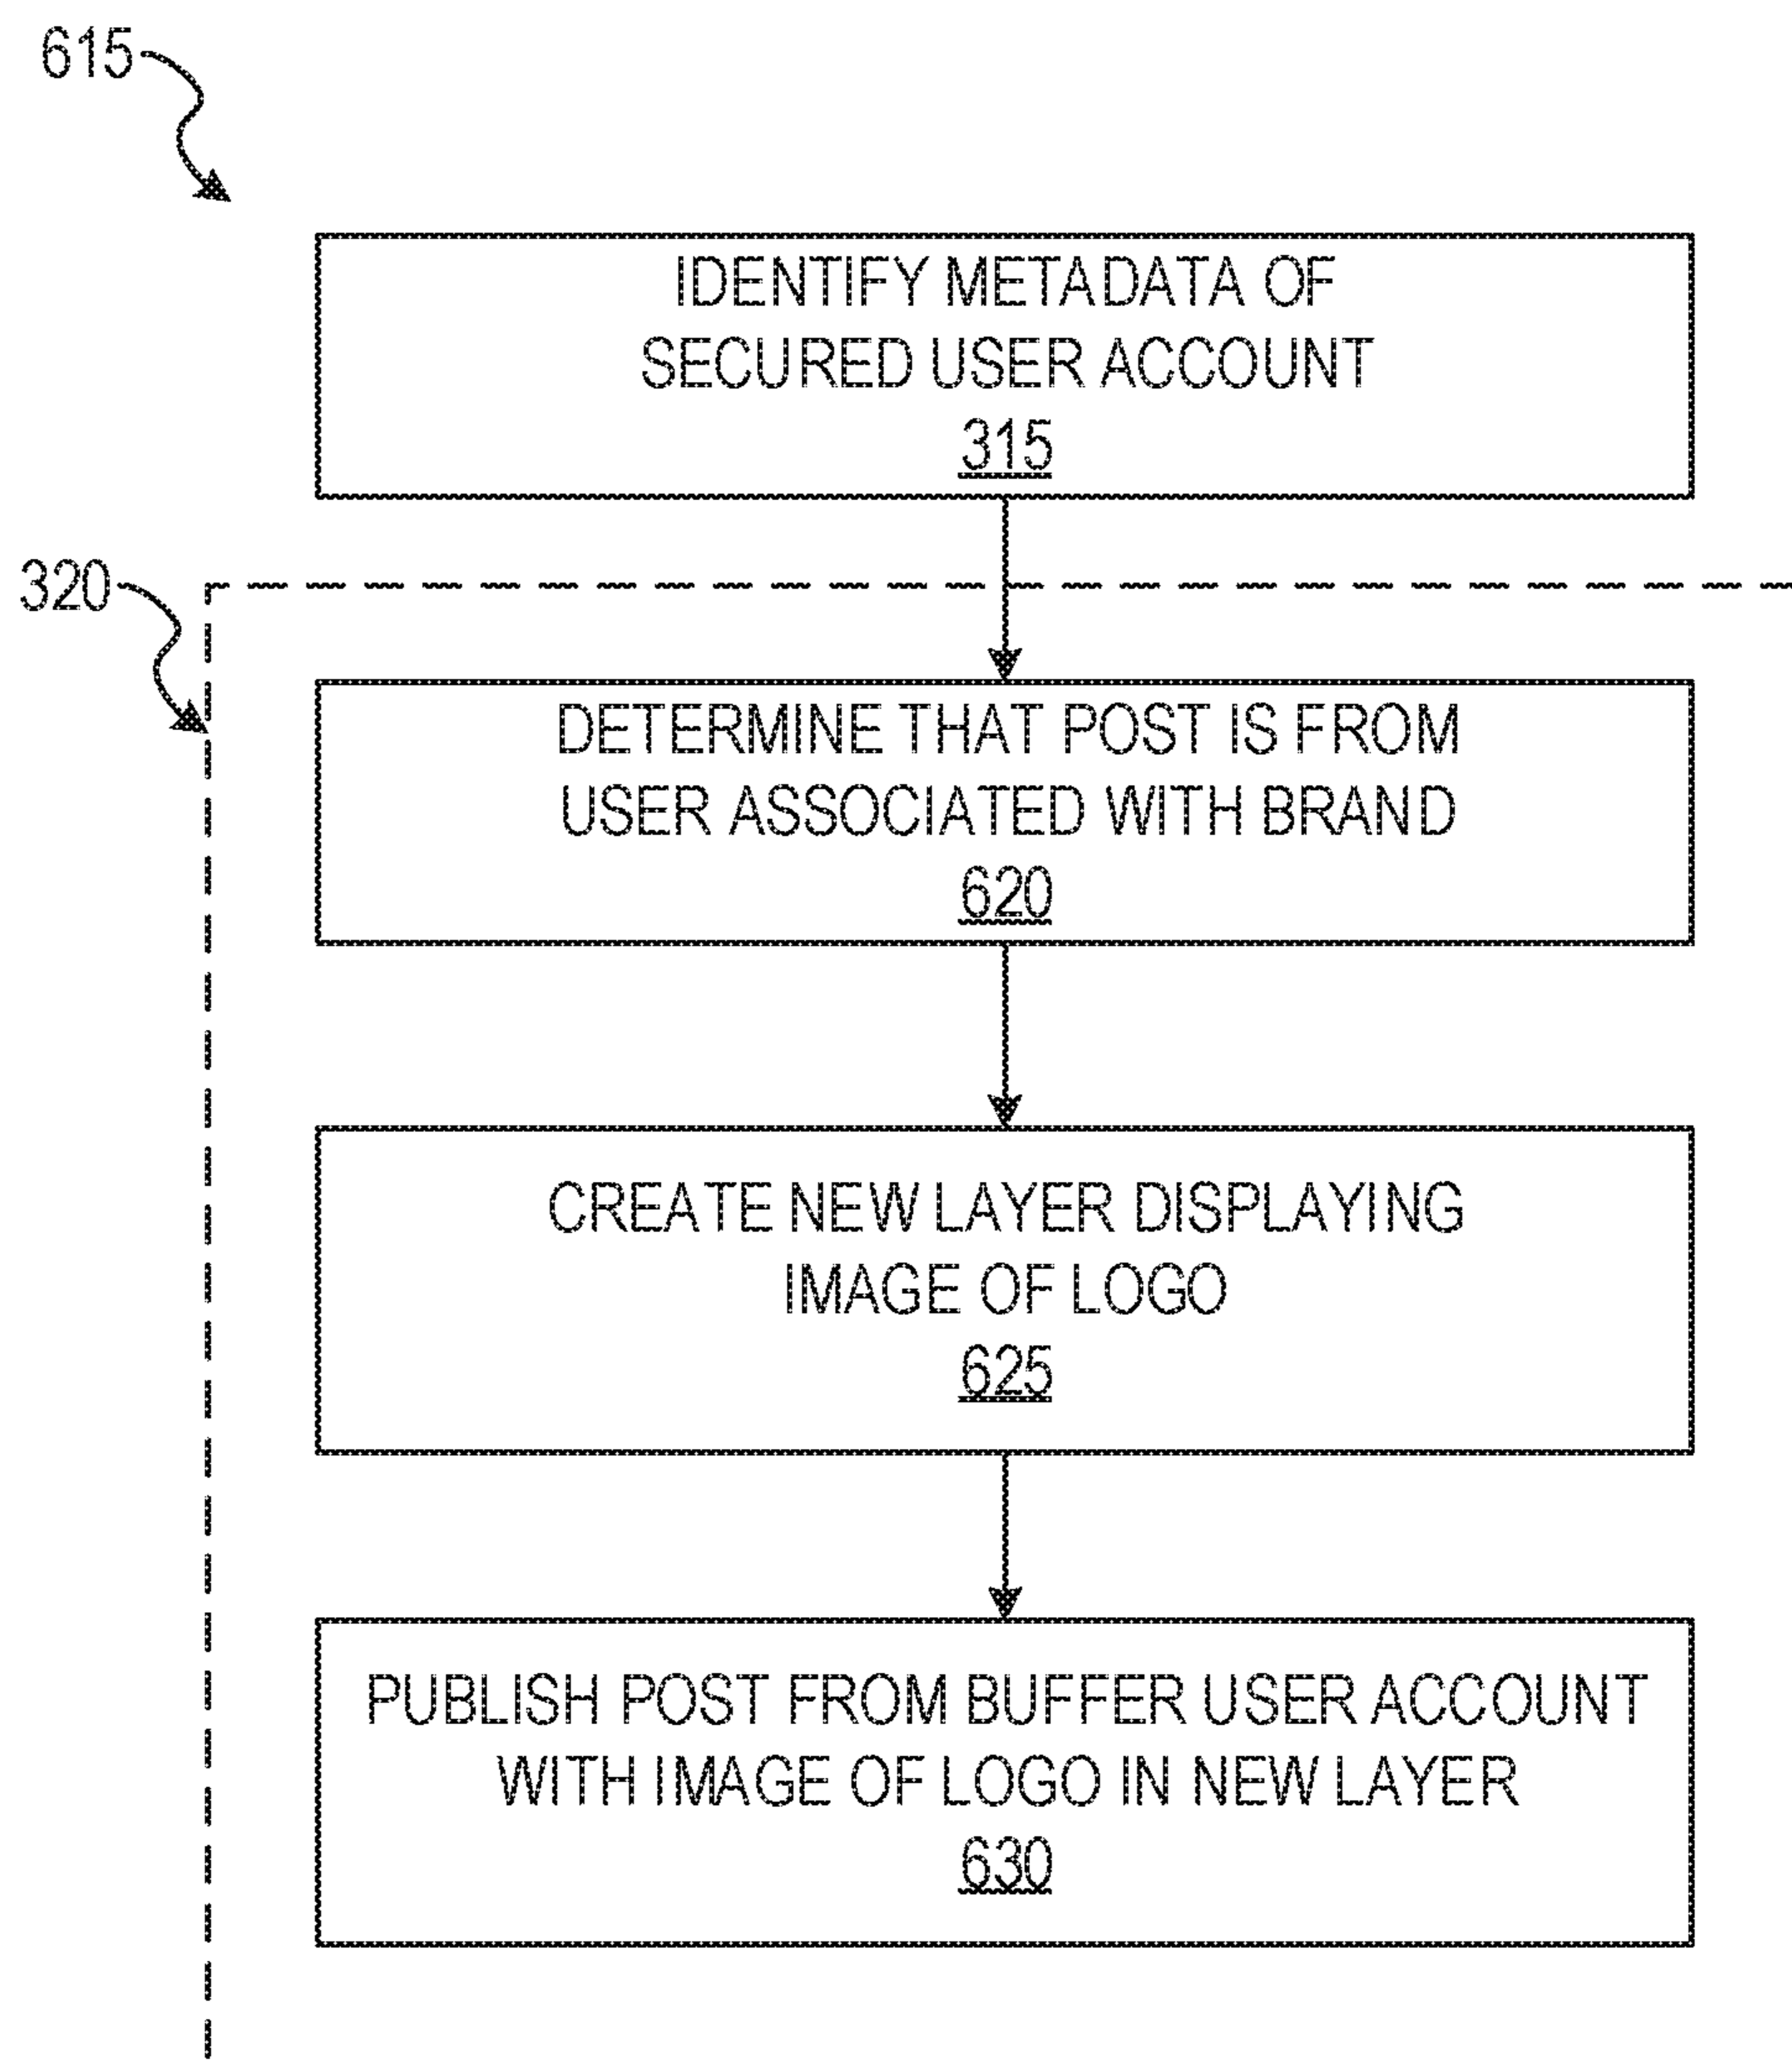 615
IDENTIFY METADATA OF
SECURED USER ACCOUNT
315
320
DETERMINE THAT POST IS FROM
USER ASSOCIATED WITH BRAND
620
CREATE NEW LAYER DISPLAYING
IMAGE OF LOGO
625
PUBLISH POST FROM BUFFER USER ACCOUNT
WITH IMAGE OF LOGO IN NEW LAYER
630